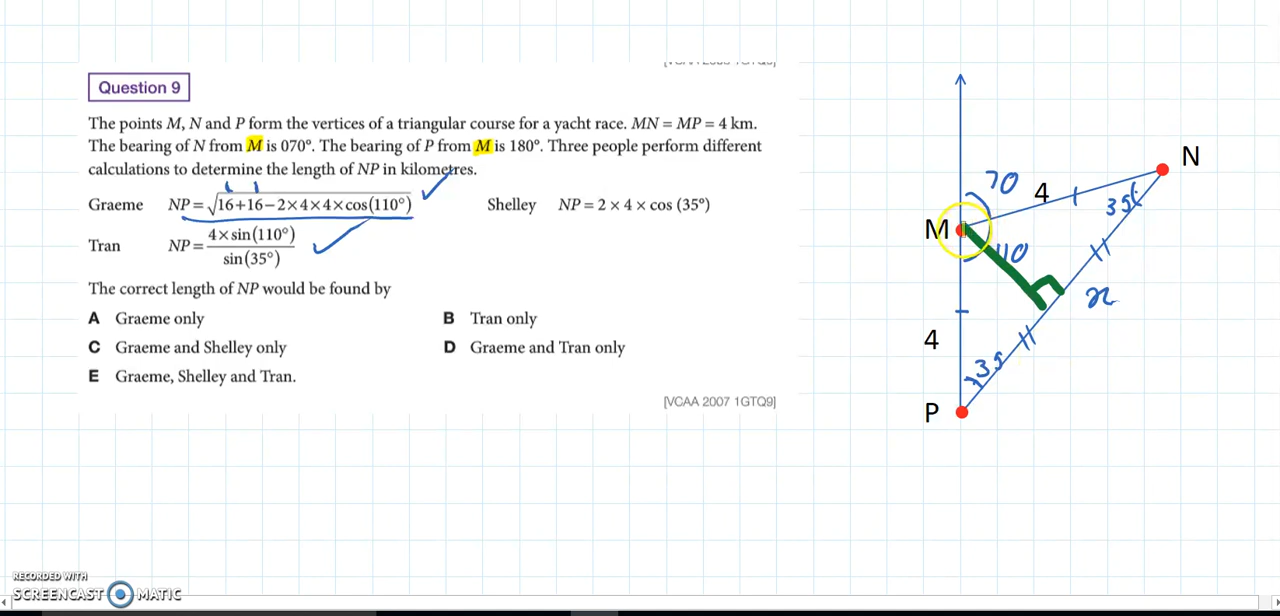 Question 9
The points M, N and P form the vertices of a triangular course for a yacht race. MN = MP = 4 km.
The bearing of N from M is 070°. The bearing of P from M is 180°. Three people perform different
calculations to determine the length of NP in kilometres.
Graeme NP = √16+16−2×4×4×cos(110°)
Shelley NP = 2 × 4 × cos (35°)
Tran NP = 4×sin(110°)/sin(35°)
The correct length of NP would be found by
A Graeme only
B Tran only
C Graeme and Shelley only
D Graeme and Tran only
E Graeme, Shelley and Tran.
[VCAA 2007 1GTQ9]
N
70
4
35
M
110
x
4
35
P
RECORDED WITH
SCREENCAST MATIC